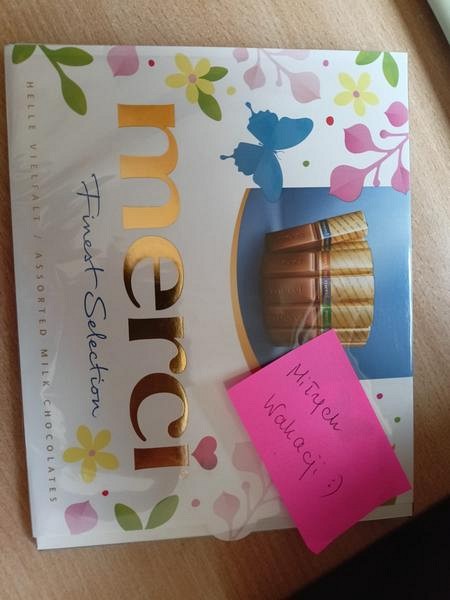 merci
Finest Selection
HELLE VIELFALT / ASSORTED MILK CHOCOLATES
Miłych
Wakacji :)